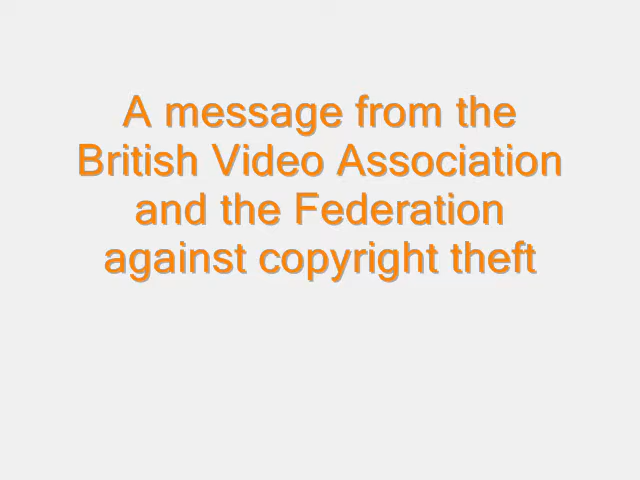 A message from the
British Video Association
and the Federation
against copyright theft